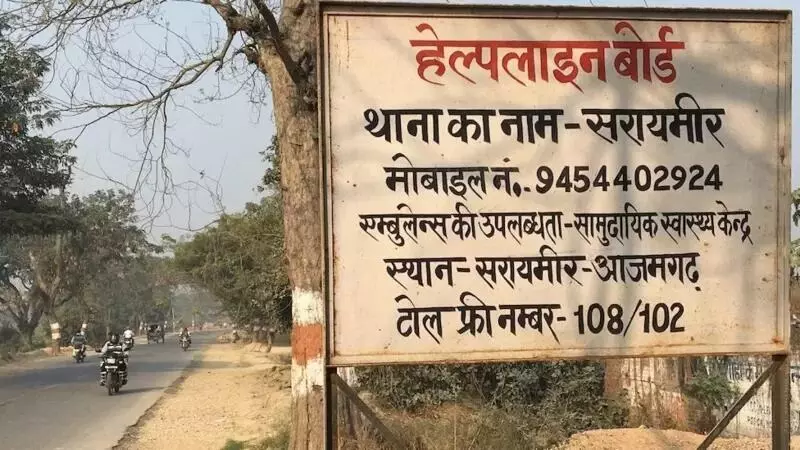 हेल्पलाइन बोर्ड
थाना का नाम - सरायमीर
मोबाइल नं. 9454402924
एम्बुलेन्स की उपलब्धता - सामुदायिक स्वास्थ्य केन्द्र
स्थान - सरायमीर - आजमगढ़
टोल फ्री नम्बर - 108/102